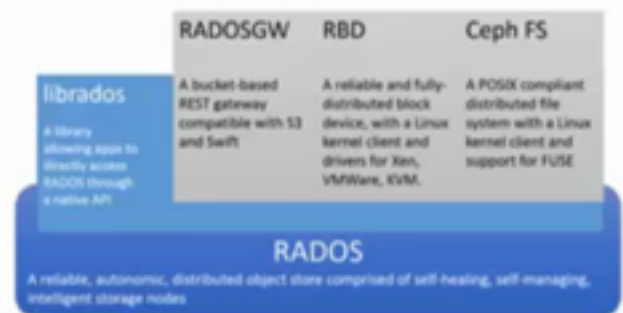 RADOSGW
A bucket-based
REST gateway
compatible with S3
and Swift
RBD
A reliable and fully-
distributed block
device, with a Linux
kernel client and
drivers for Xen,
VMWare, KVM.
Ceph FS
A POSIX compliant
distributed file
system with a Linux
kernel client and
support for FUSE
librados
A library
allowing apps to
directly access
RADOS through
a native API
RADOS
A reliable, autonomic, distributed object store comprised of self-healing, self-managing,
intelligent storage nodes